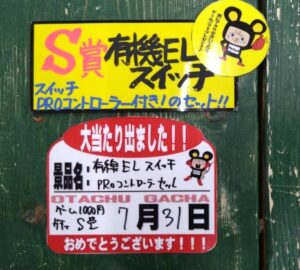 S賞
有機EL
スイッチ
スイッチ
PROコントローラー付き!のセット!!
大当たり出ました!!
景品名:有機ELスイッチ
PROコントローラーセット
OTACHU GACHA
ゲーム1000円
S賞
7月31日
おめでとうございます!!!